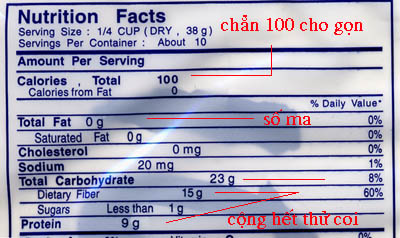 Nutrition Facts
Serving Size : 1/4 CUP ( DRY , 38 g )
Servings Per Container : About 10
Amount Per Serving
Calories , Total 100
Calories from Fat 0
chẳn 100 cho gọn
% Daily Value*
Total Fat 0 g 0%
số ma
Saturated Fat 0 g 0%
Cholesterol 0 mg 0%
Sodium 20 mg 1%
Total Carbohydrate 23 g 8%
Dietary Fiber 15 g 60%
Sugars Less than 1 g
Protein 9 g
cộng hết thử coi